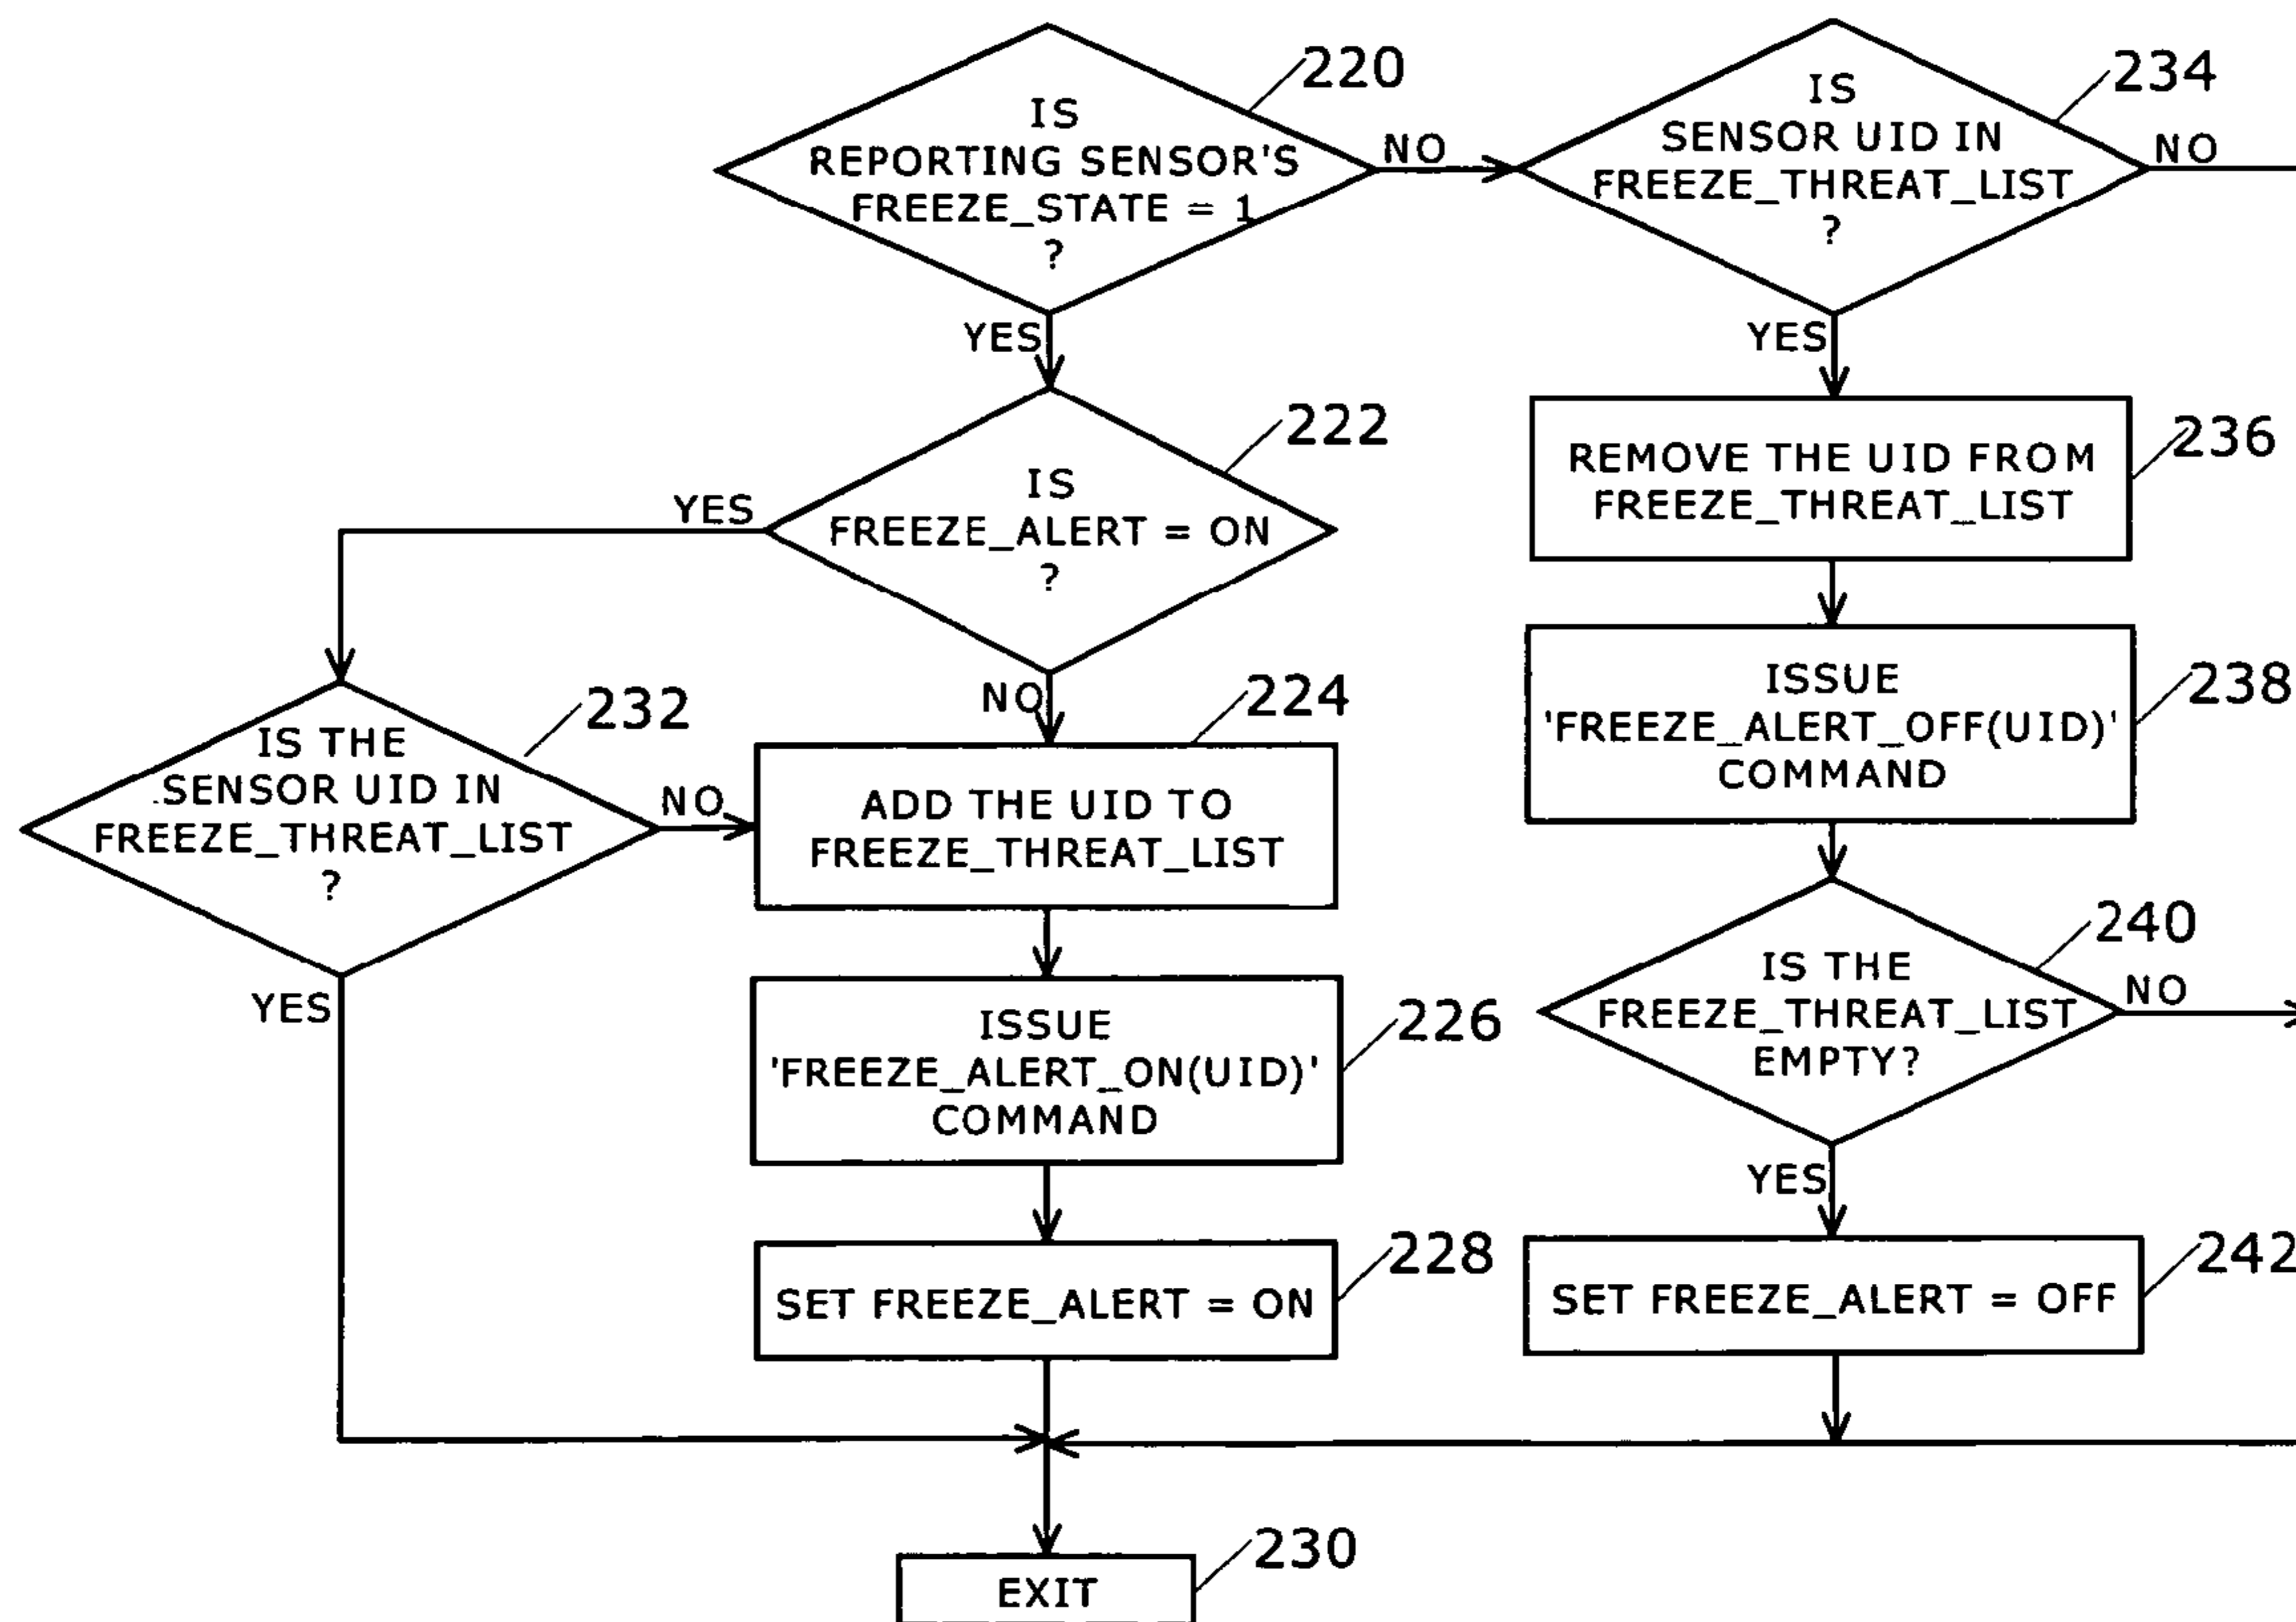 220
IS
REPORTING SENSOR'S
FREEZE_STATE = 1
?
NO
YES
234
IS
SENSOR UID IN
FREEZE_THREAT_LIST
?
NO
YES
222
IS
FREEZE_ALERT = ON
?
YES
NO
236
REMOVE THE UID FROM
FREEZE_THREAT_LIST
232
IS THE
SENSOR UID IN
FREEZE_THREAT_LIST
?
NO
YES
224
ADD THE UID TO
FREEZE_THREAT_LIST
238
ISSUE
'FREEZE_ALERT_OFF(UID)'
COMMAND
226
ISSUE
'FREEZE_ALERT_ON(UID)'
COMMAND
240
IS THE
FREEZE_THREAT_LIST
EMPTY?
NO
YES
228
SET FREEZE_ALERT = ON
242
SET FREEZE_ALERT = OFF
230
EXIT